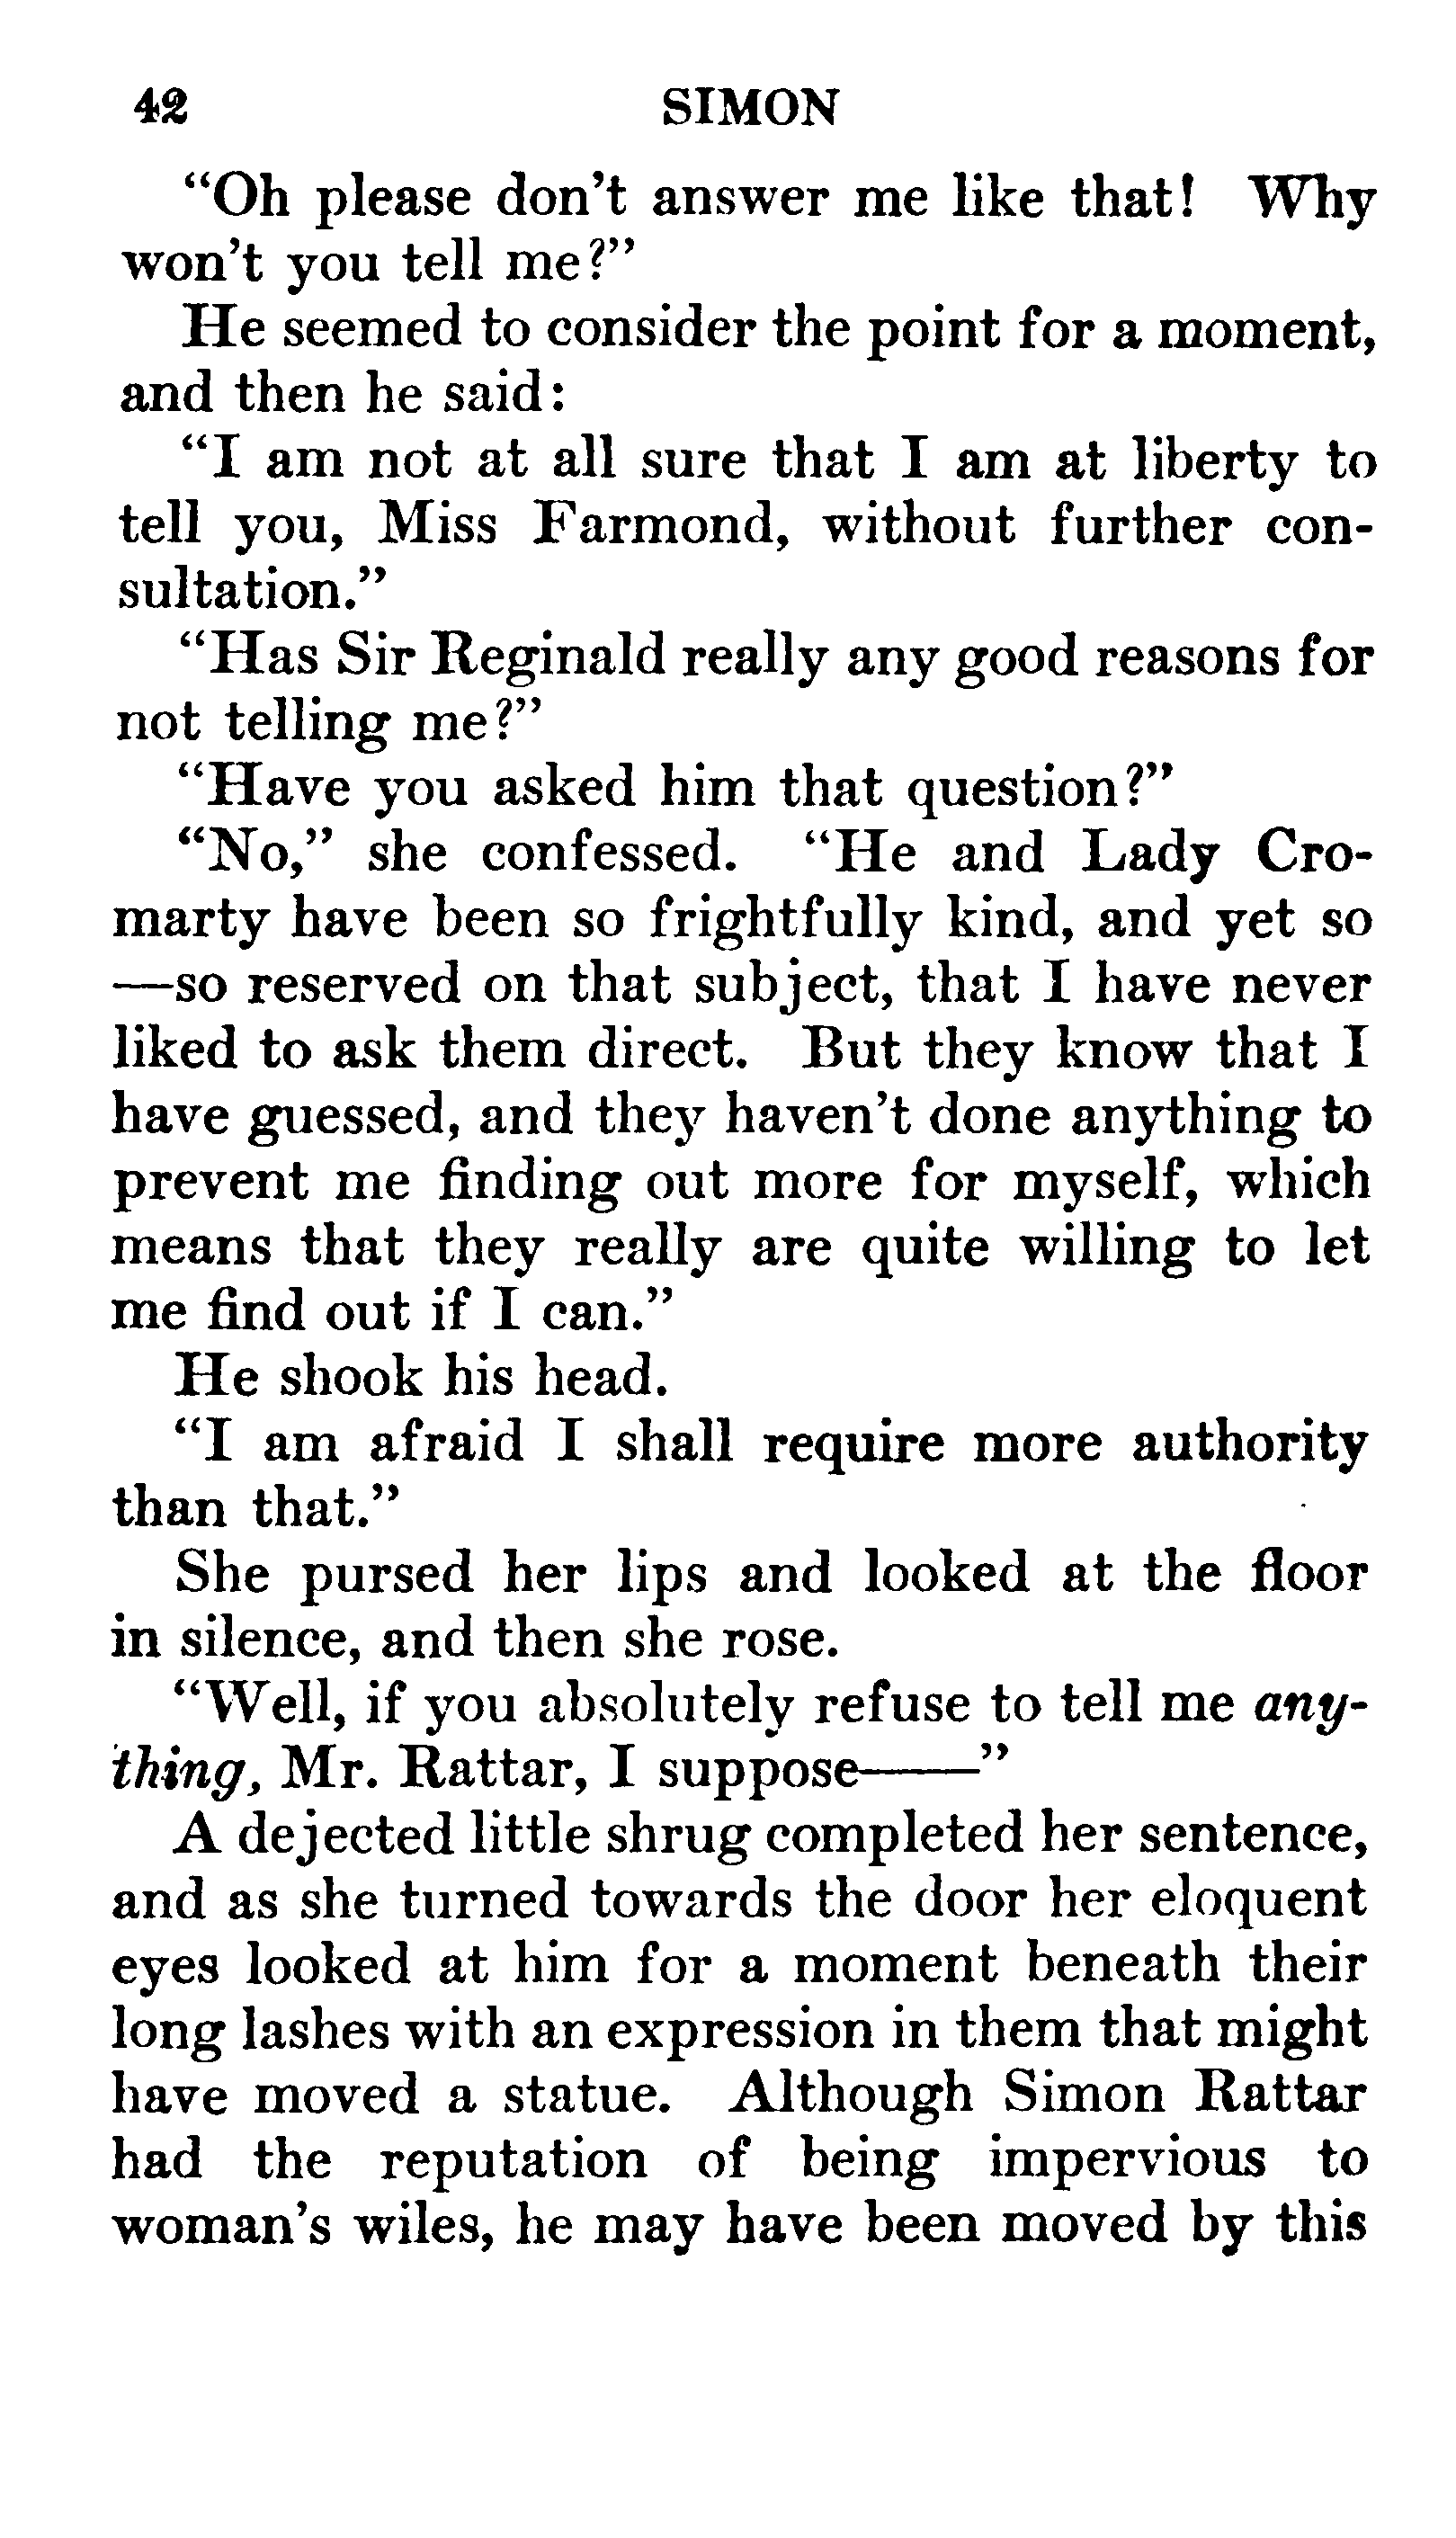 42 SIMON
“Oh please don’t answer me like that! Why
won’t you tell me?”
He seemed to consider the point for a moment,
and then he said:
“I am not at all sure that I am at liberty to
tell you, Miss Farmond, without further con-
sultation.”
“Has Sir Reginald really any good reasons for
not telling me?”
“Have you asked him that question?”
“No,” she confessed. “He and Lady Cro-
marty have been so frightfully kind, and yet so
—so reserved on that subject, that I have never
liked to ask them direct. But they know that I
have guessed, and they haven’t done anything to
prevent me finding out more for myself, which
means that they really are quite willing to let
me find out if I can.”
He shook his head.
“I am afraid I shall require more authority
than that.”
She pursed her lips and looked at the floor
in silence, and then she rose.
“Well, if you absolutely refuse to tell me any-
thing, Mr. Rattar, I suppose——”
A dejected little shrug completed her sentence,
and as she turned towards the door her eloquent
eyes looked at him for a moment beneath their
long lashes with an expression in them that might
have moved a statue. Although Simon Rattar
had the reputation of being impervious to
woman’s wiles, he may have been moved by this